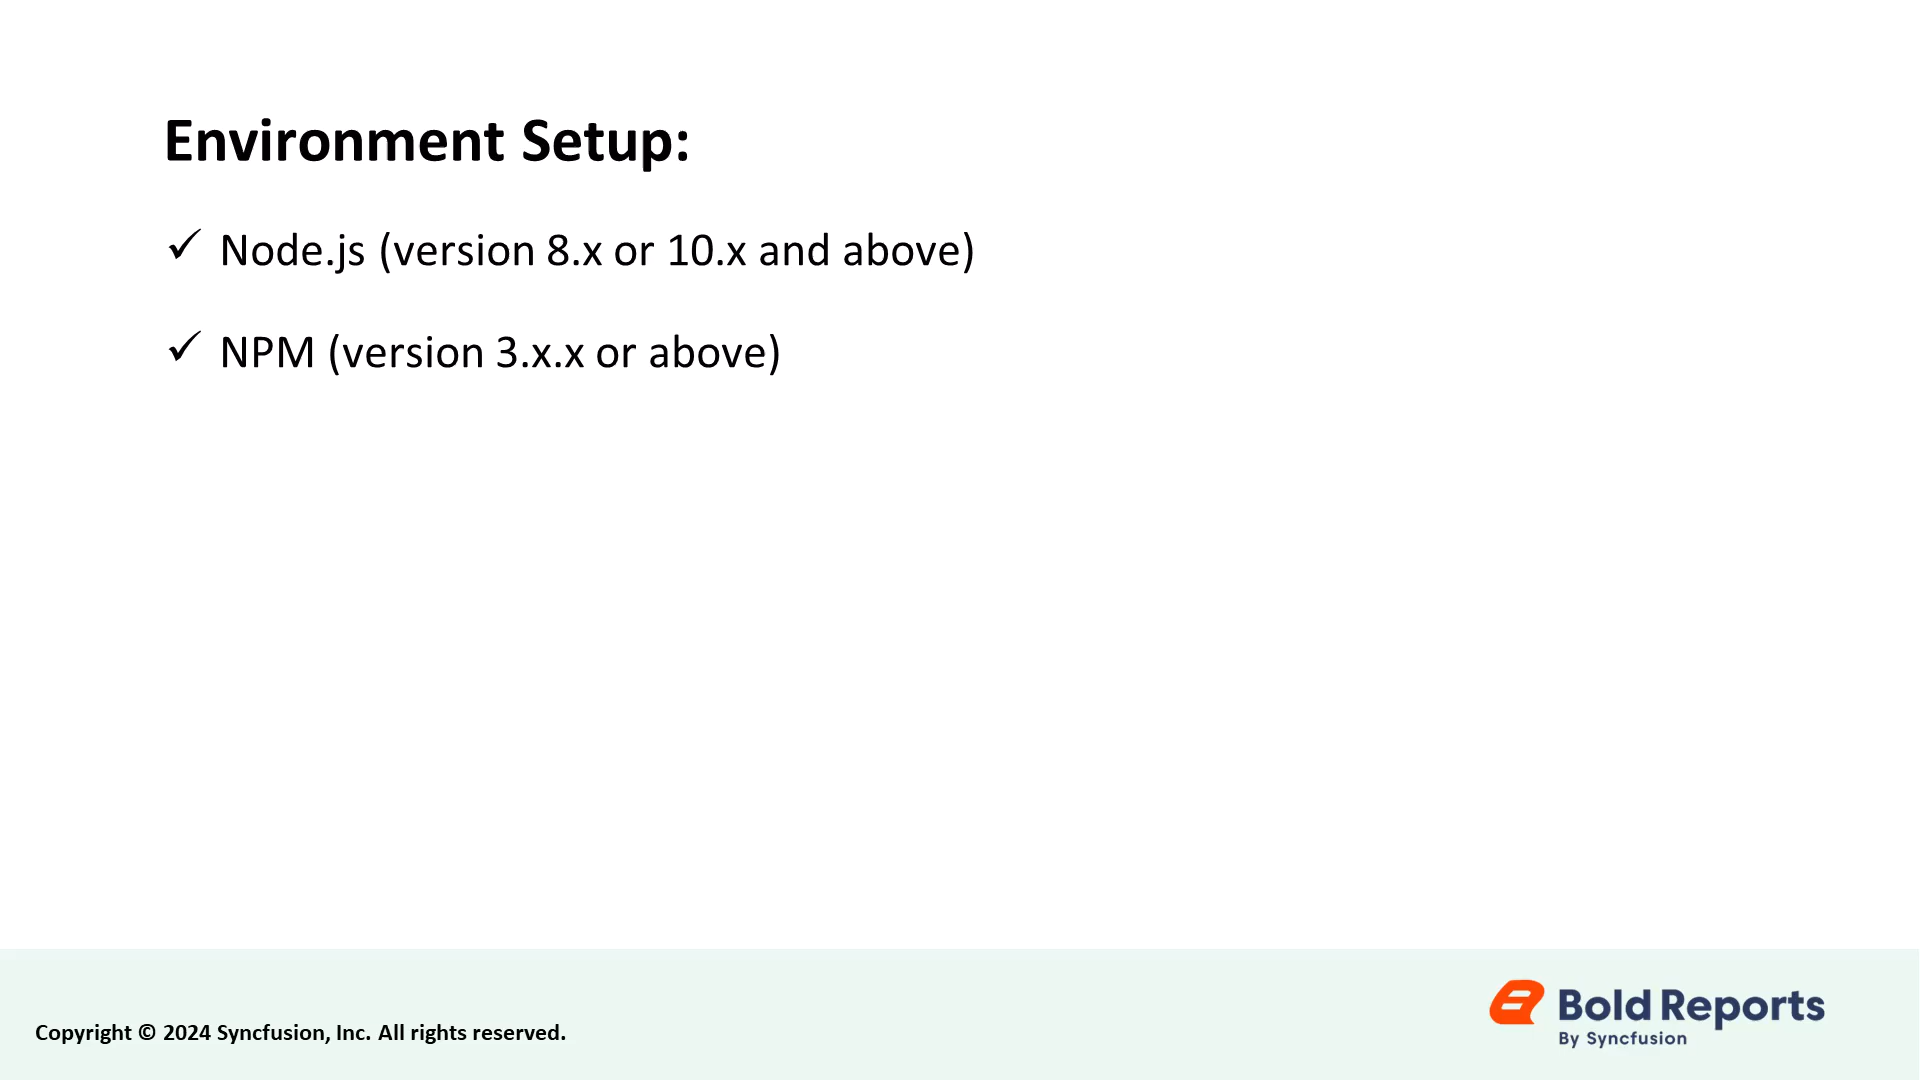 Environment Setup:
✓ Node.js (version 8.x or 10.x and above)
✓ NPM (version 3.x.x or above)
Copyright © 2024 Syncfusion, Inc. All rights reserved.
Bold Reports
By Syncfusion